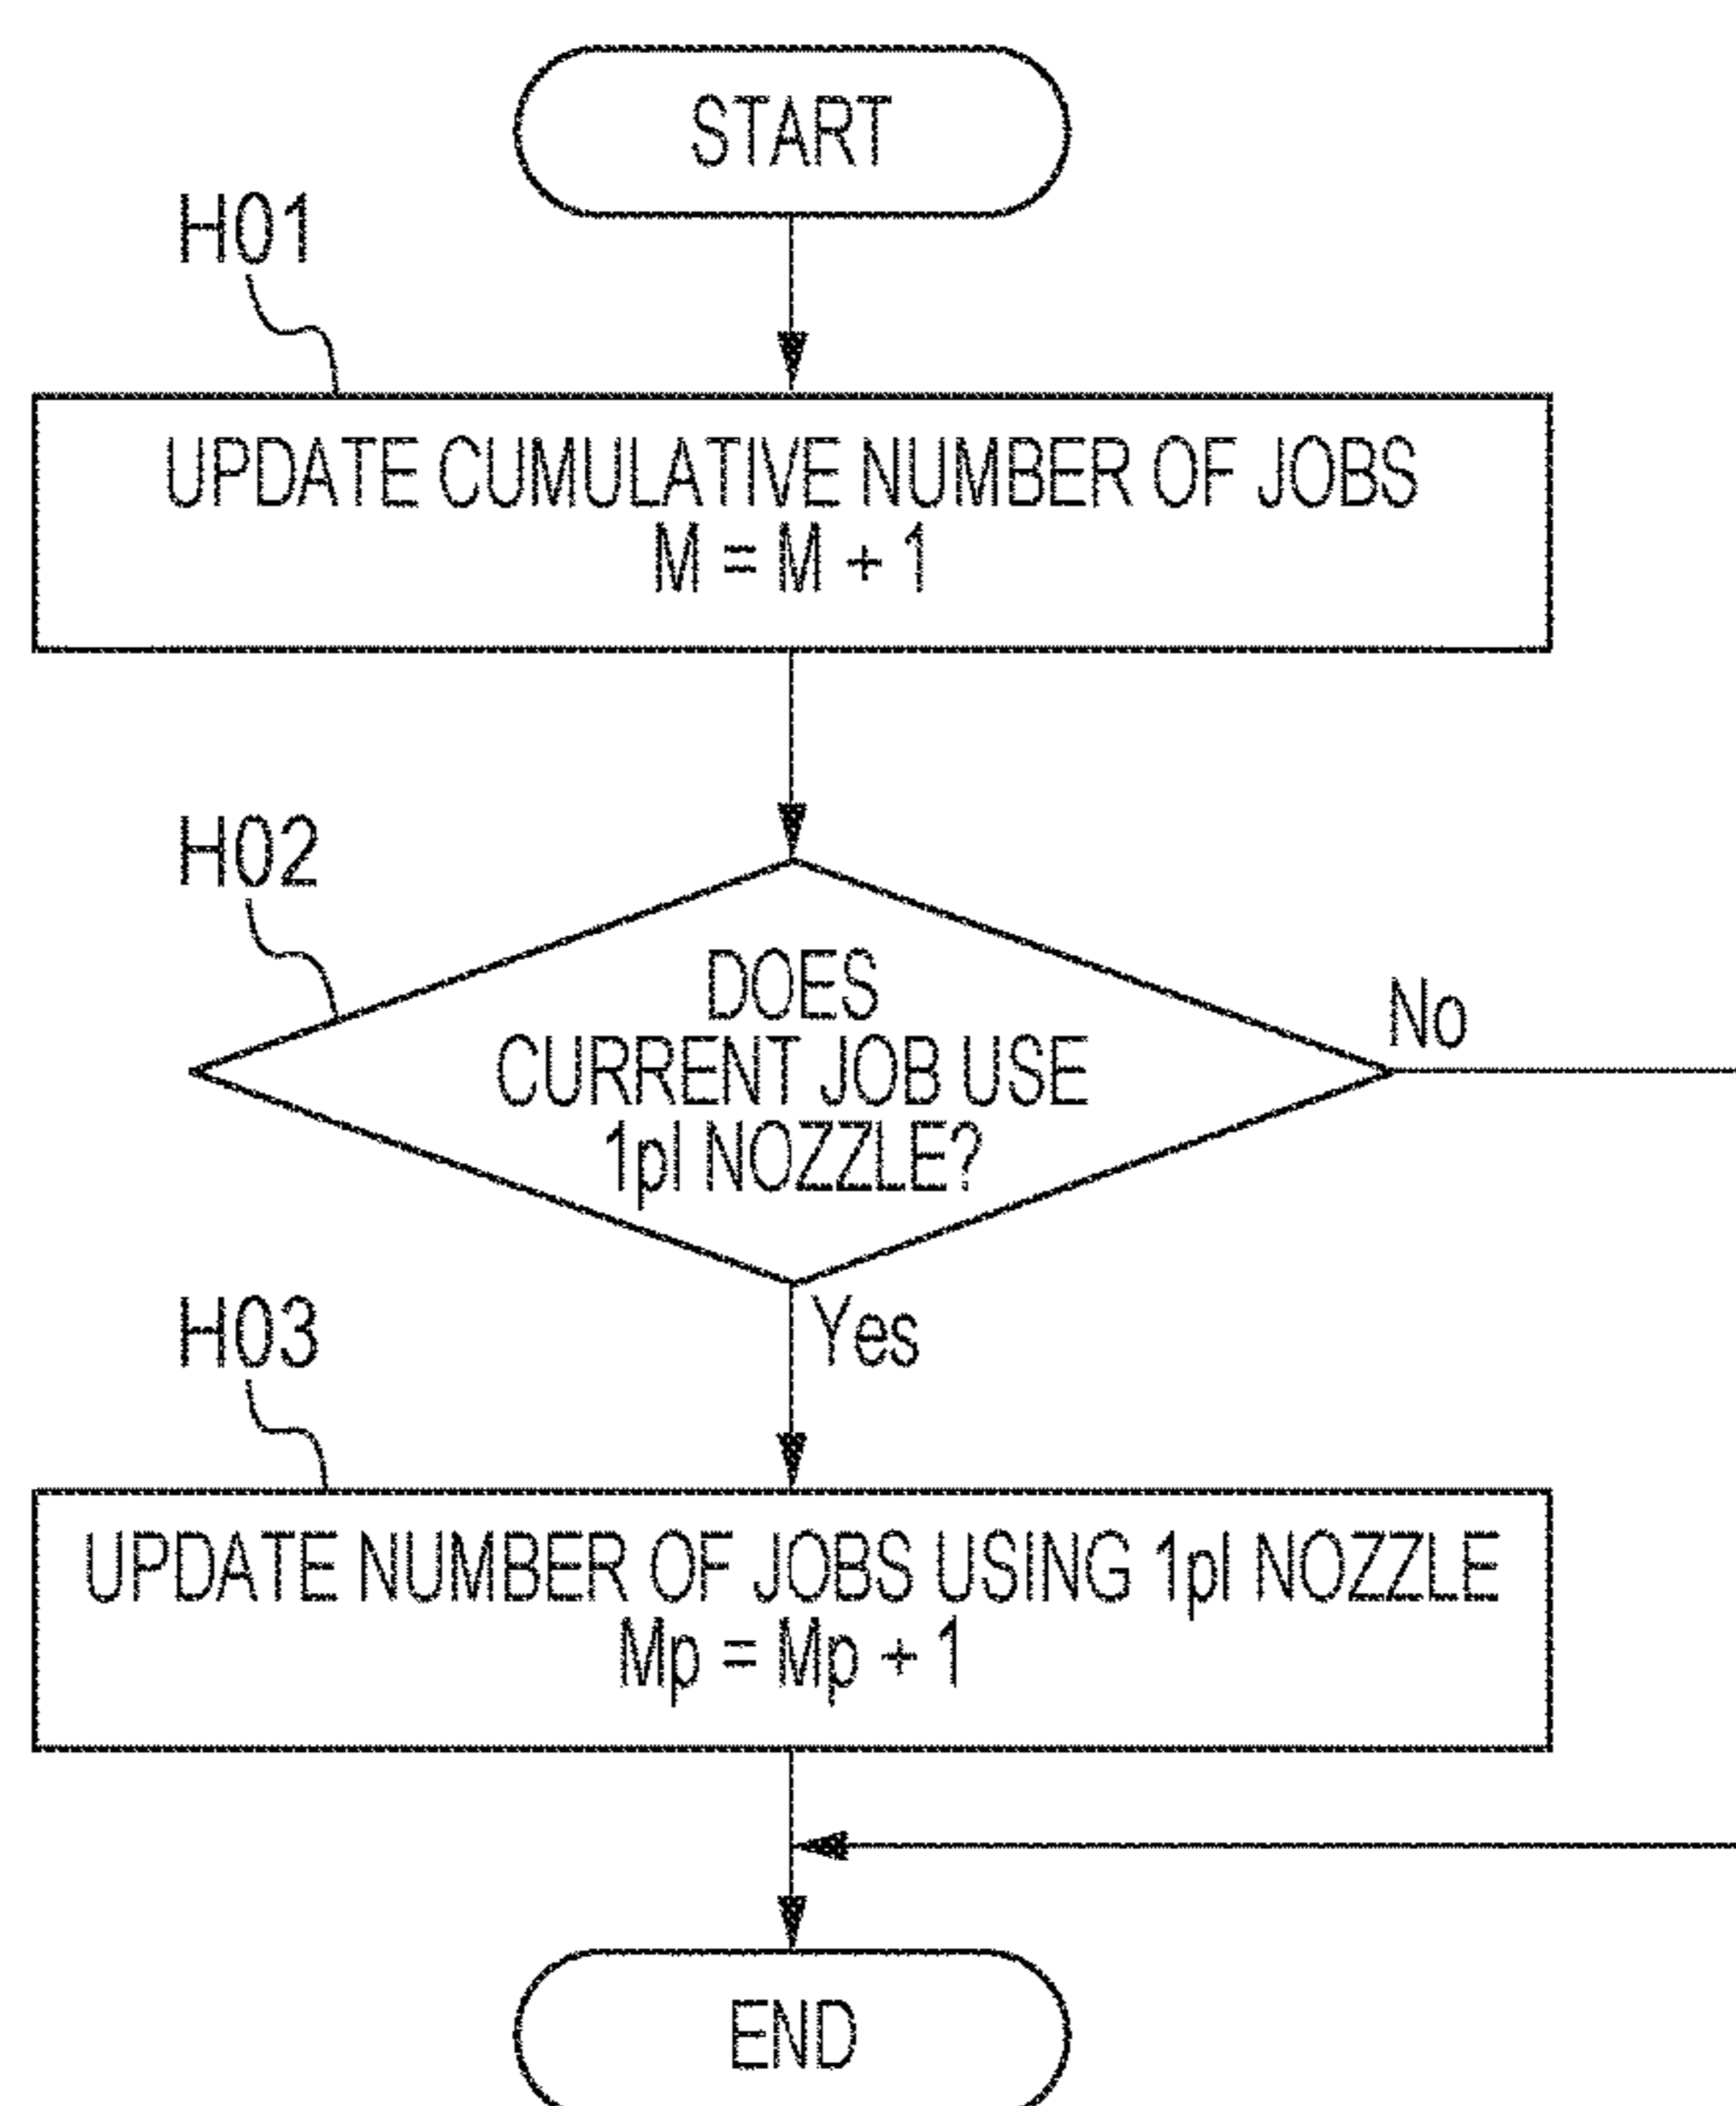 START
H01
UPDATE CUMULATIVE NUMBER OF JOBS
M = M + 1
H02
DOES
CURRENT JOB USE
1pl NOZZLE?
No
Yes
H03
UPDATE NUMBER OF JOBS USING 1pl NOZZLE
Mp = Mp + 1
END